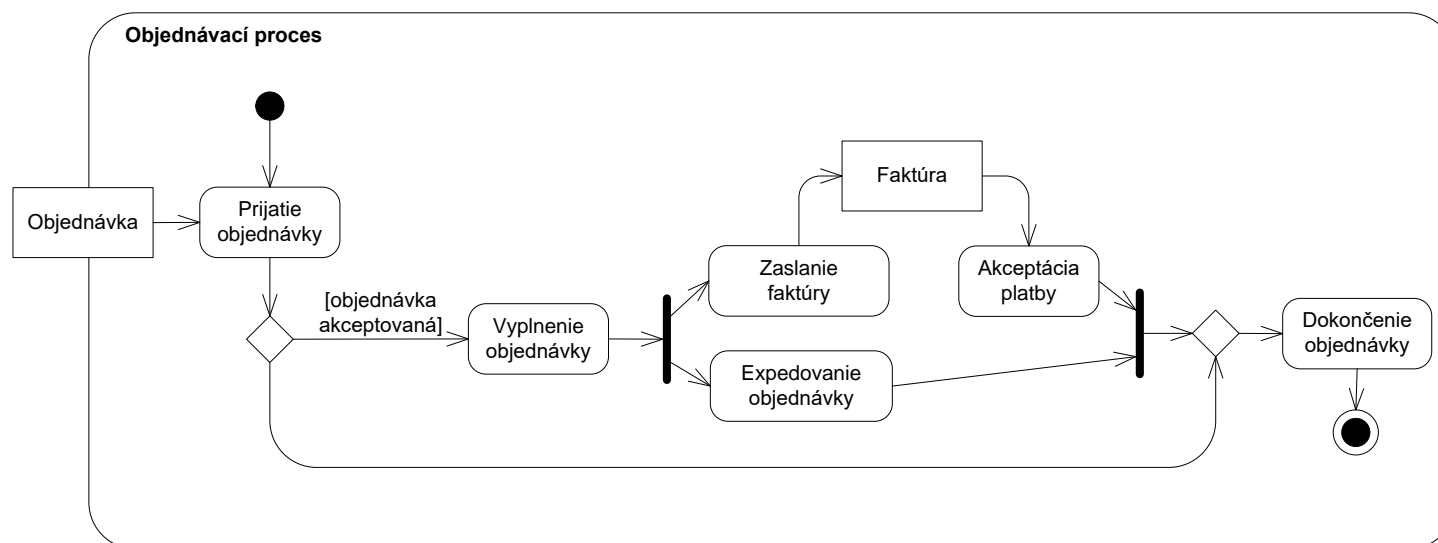 Objednávací proces
Objednávka
Prijatie
objednávky
[objednávka
akceptovaná]
Vyplnenie
objednávky
Zaslanie
faktúry
Faktúra
Akceptácia
platby
Expedovanie
objednávky
Dokončenie
objednávky